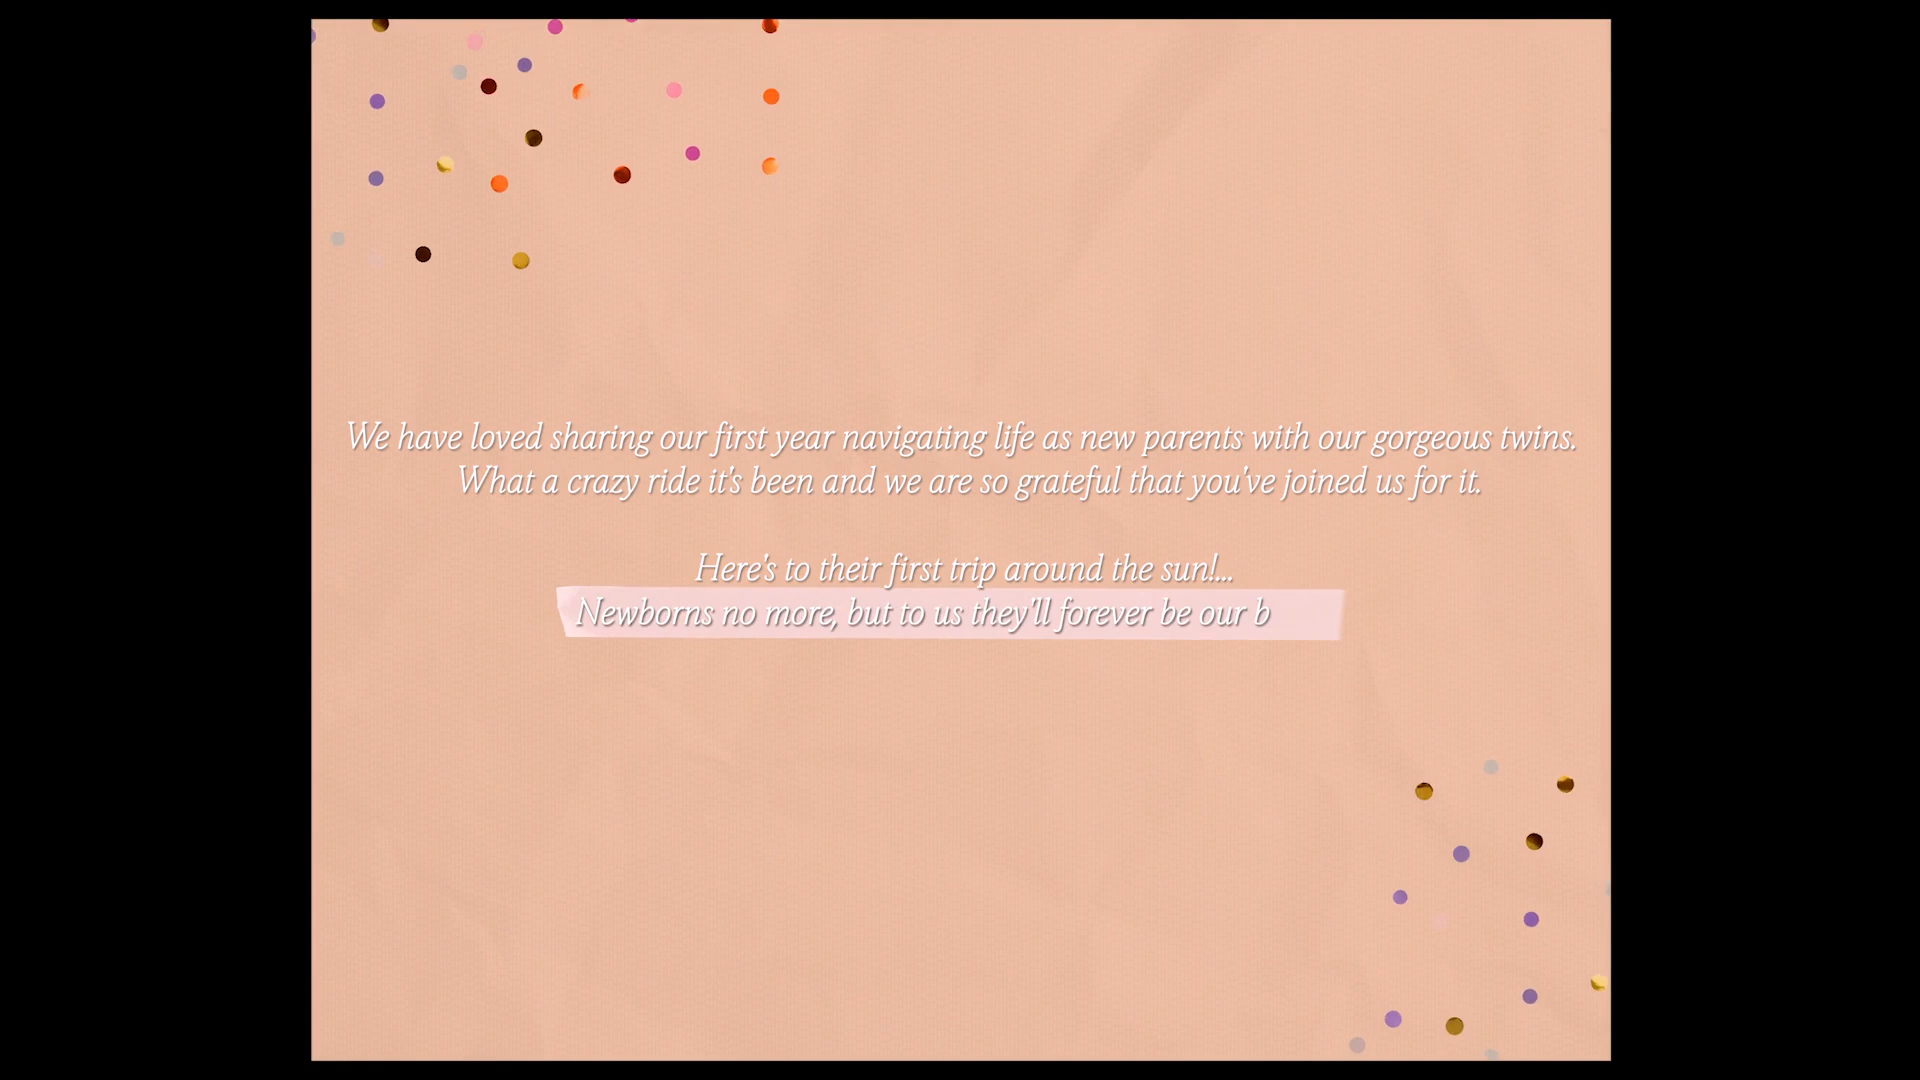 We have loved sharing our first year navigating life as new parents with our gorgeous twins.
What a crazy ride it's been and we are so grateful that you've joined us for it.
Here's to their first trip around the sun!...
Newborns no more, but to us they'll forever be our b